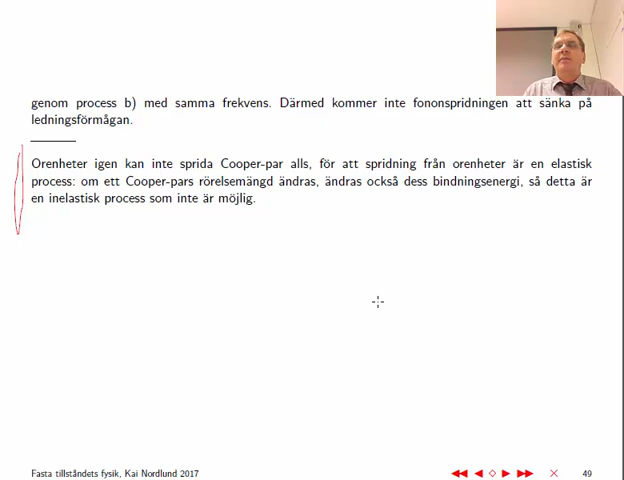 genom process b) med samma frekvens. Därmed kommer inte fononspridningen att sänka på
ledningsförmågan.
Orenheter igen kan inte sprida Cooper-par alls, för att spridning från orenheter är en elastisk
process: om ett Cooper-pars rörelsemängd ändras, ändras också dess bindningsenergi, så detta är
en inelastisk process som inte är möjlig.
Fasta tillståndets fysik, Kai Nordlund 2017
49